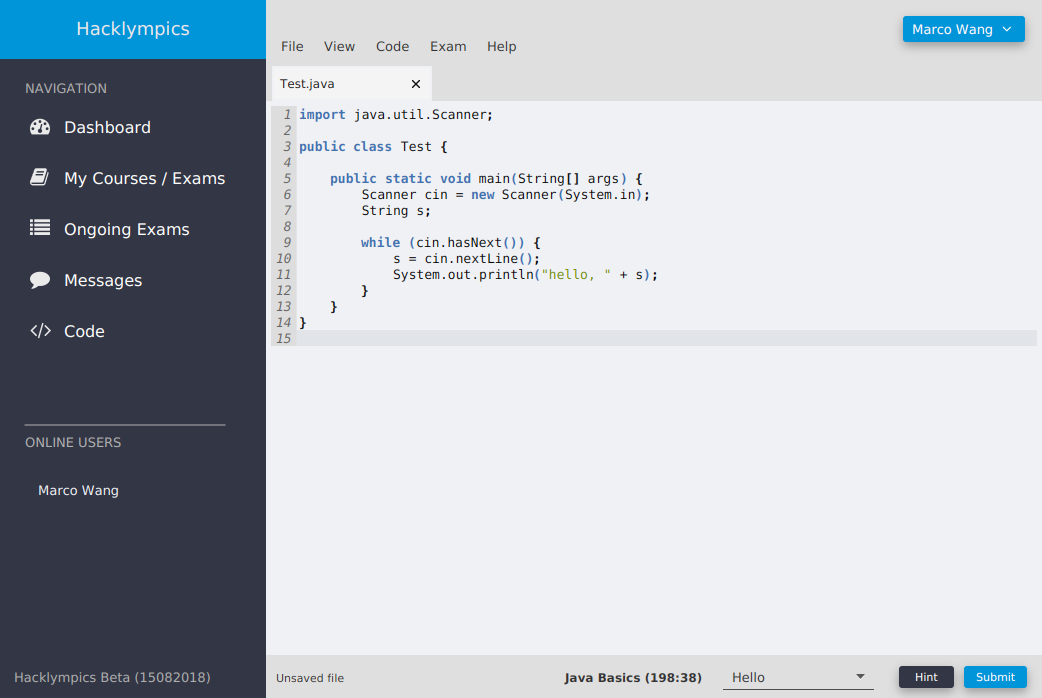 Hacklympics
NAVIGATION
Dashboard
My Courses / Exams
Ongoing Exams
Messages
Code
ONLINE USERS
Marco Wang
Hacklympics Beta (15082018)
File View Code Exam Help
Marco Wang
Test.java ×
1 import java.util.Scanner;
2
3 public class Test {
4
5     public static void main(String[] args) {
6         Scanner cin = new Scanner(System.in);
7         String s;
8
9         while (cin.hasNext()) {
10             s = cin.nextLine();
11             System.out.println("hello, " + s);
12         }
13     }
14 }
15
Unsaved file Java Basics (198:38) Hello Hint Submit